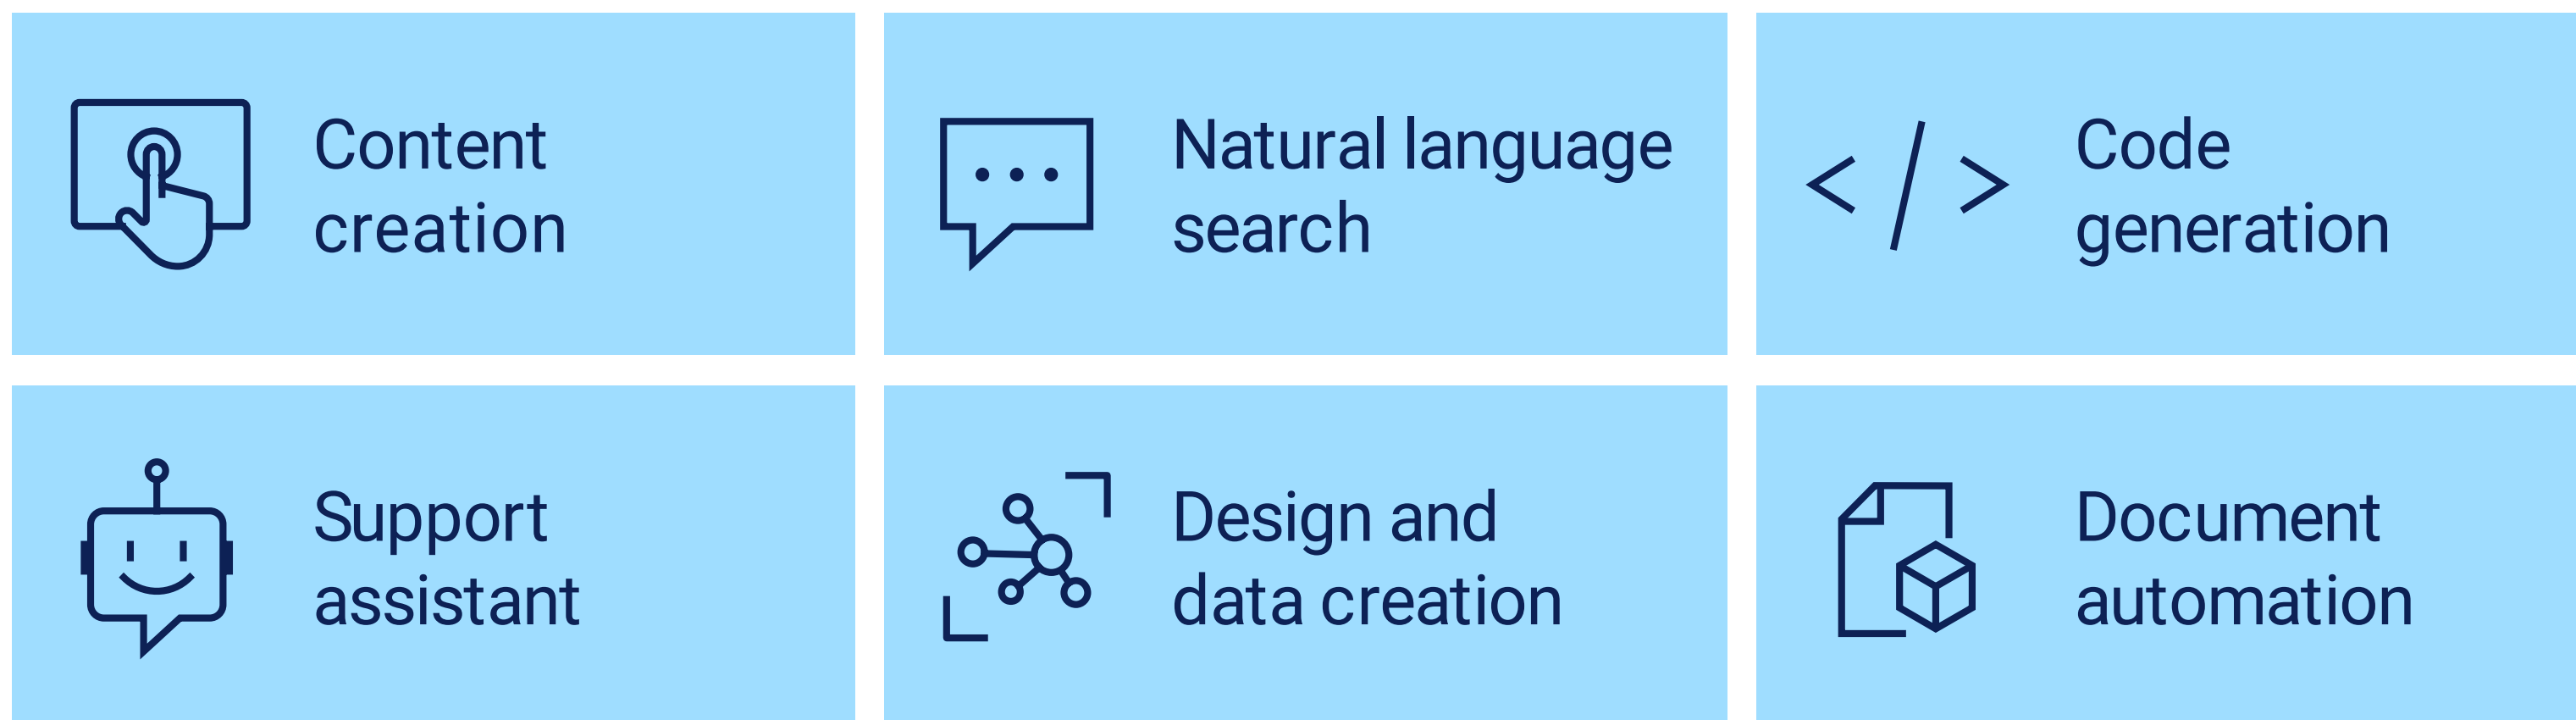 Content
creation
Natural language
search
Code
generation
Support
assistant
Design and
data creation
Document
automation